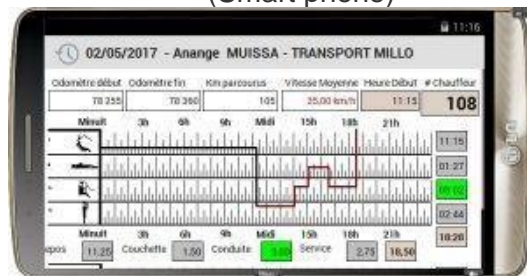 (Smart phone)
11:16
02/05/2017 - Anange MUISSA - TRANSPORT MILLO
Odomètre début Odomètre fin Km parcourus Vitesse Moyenne Heure Début # Chauffeur
78 255 78 360 105 25,00 km/h 11:15 108
Minuit 3h 6h 9h Midi 15h 18h 21h
11:15
01:27
02:44
Minuit 3h 6h 9h Midi 15h 18h 21h
18:28
epos 11,25 Couchette 1,50 Conduite 3,00 Service 2,75 18,50